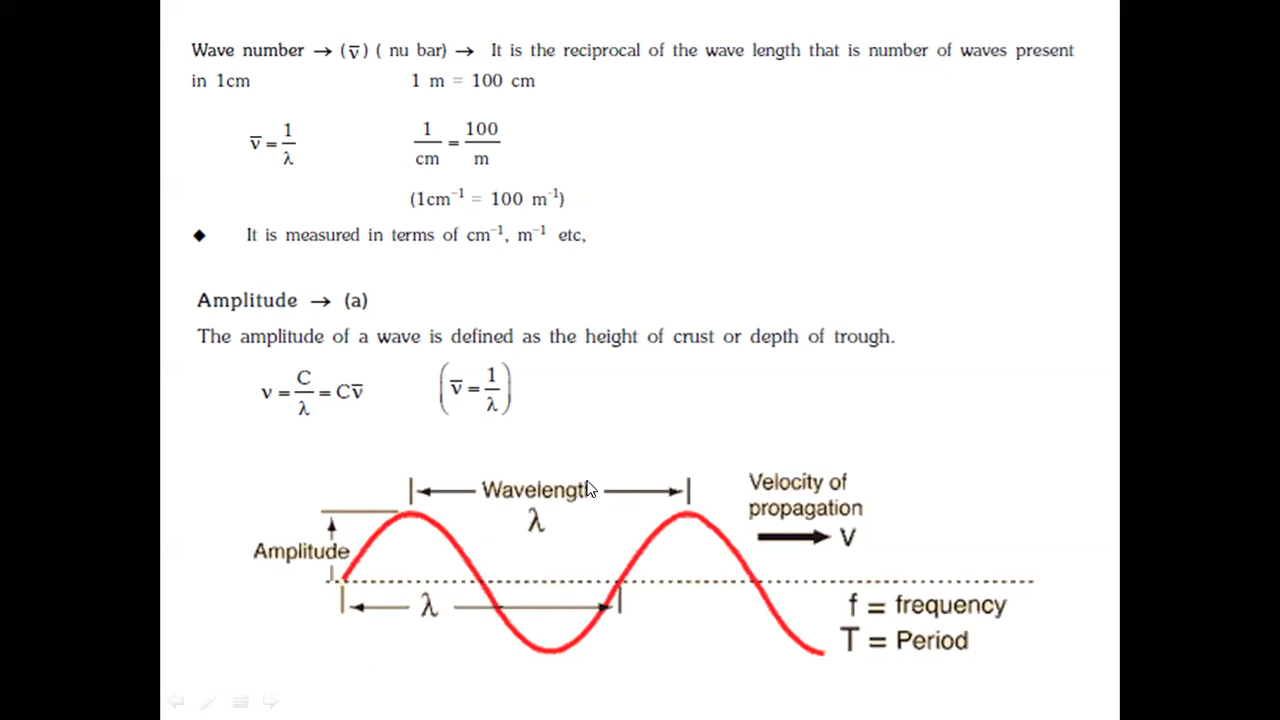 Wave number → (ν̅) ( nu bar) → It is the reciprocal of the wave length that is number of waves present
in 1cm 1 m = 100 cm
ν̅ = 1/λ 1/cm = 100/m
(1cm⁻¹ = 100 m⁻¹)
◆ It is measured in terms of cm⁻¹, m⁻¹ etc,
Amplitude → (a)
The amplitude of a wave is defined as the height of crust or depth of trough.
ν = C/λ = Cν̅ (ν̅ = 1/λ)
Wavelength
λ
Velocity of
propagation
V
Amplitude
λ
f = frequency
T = Period